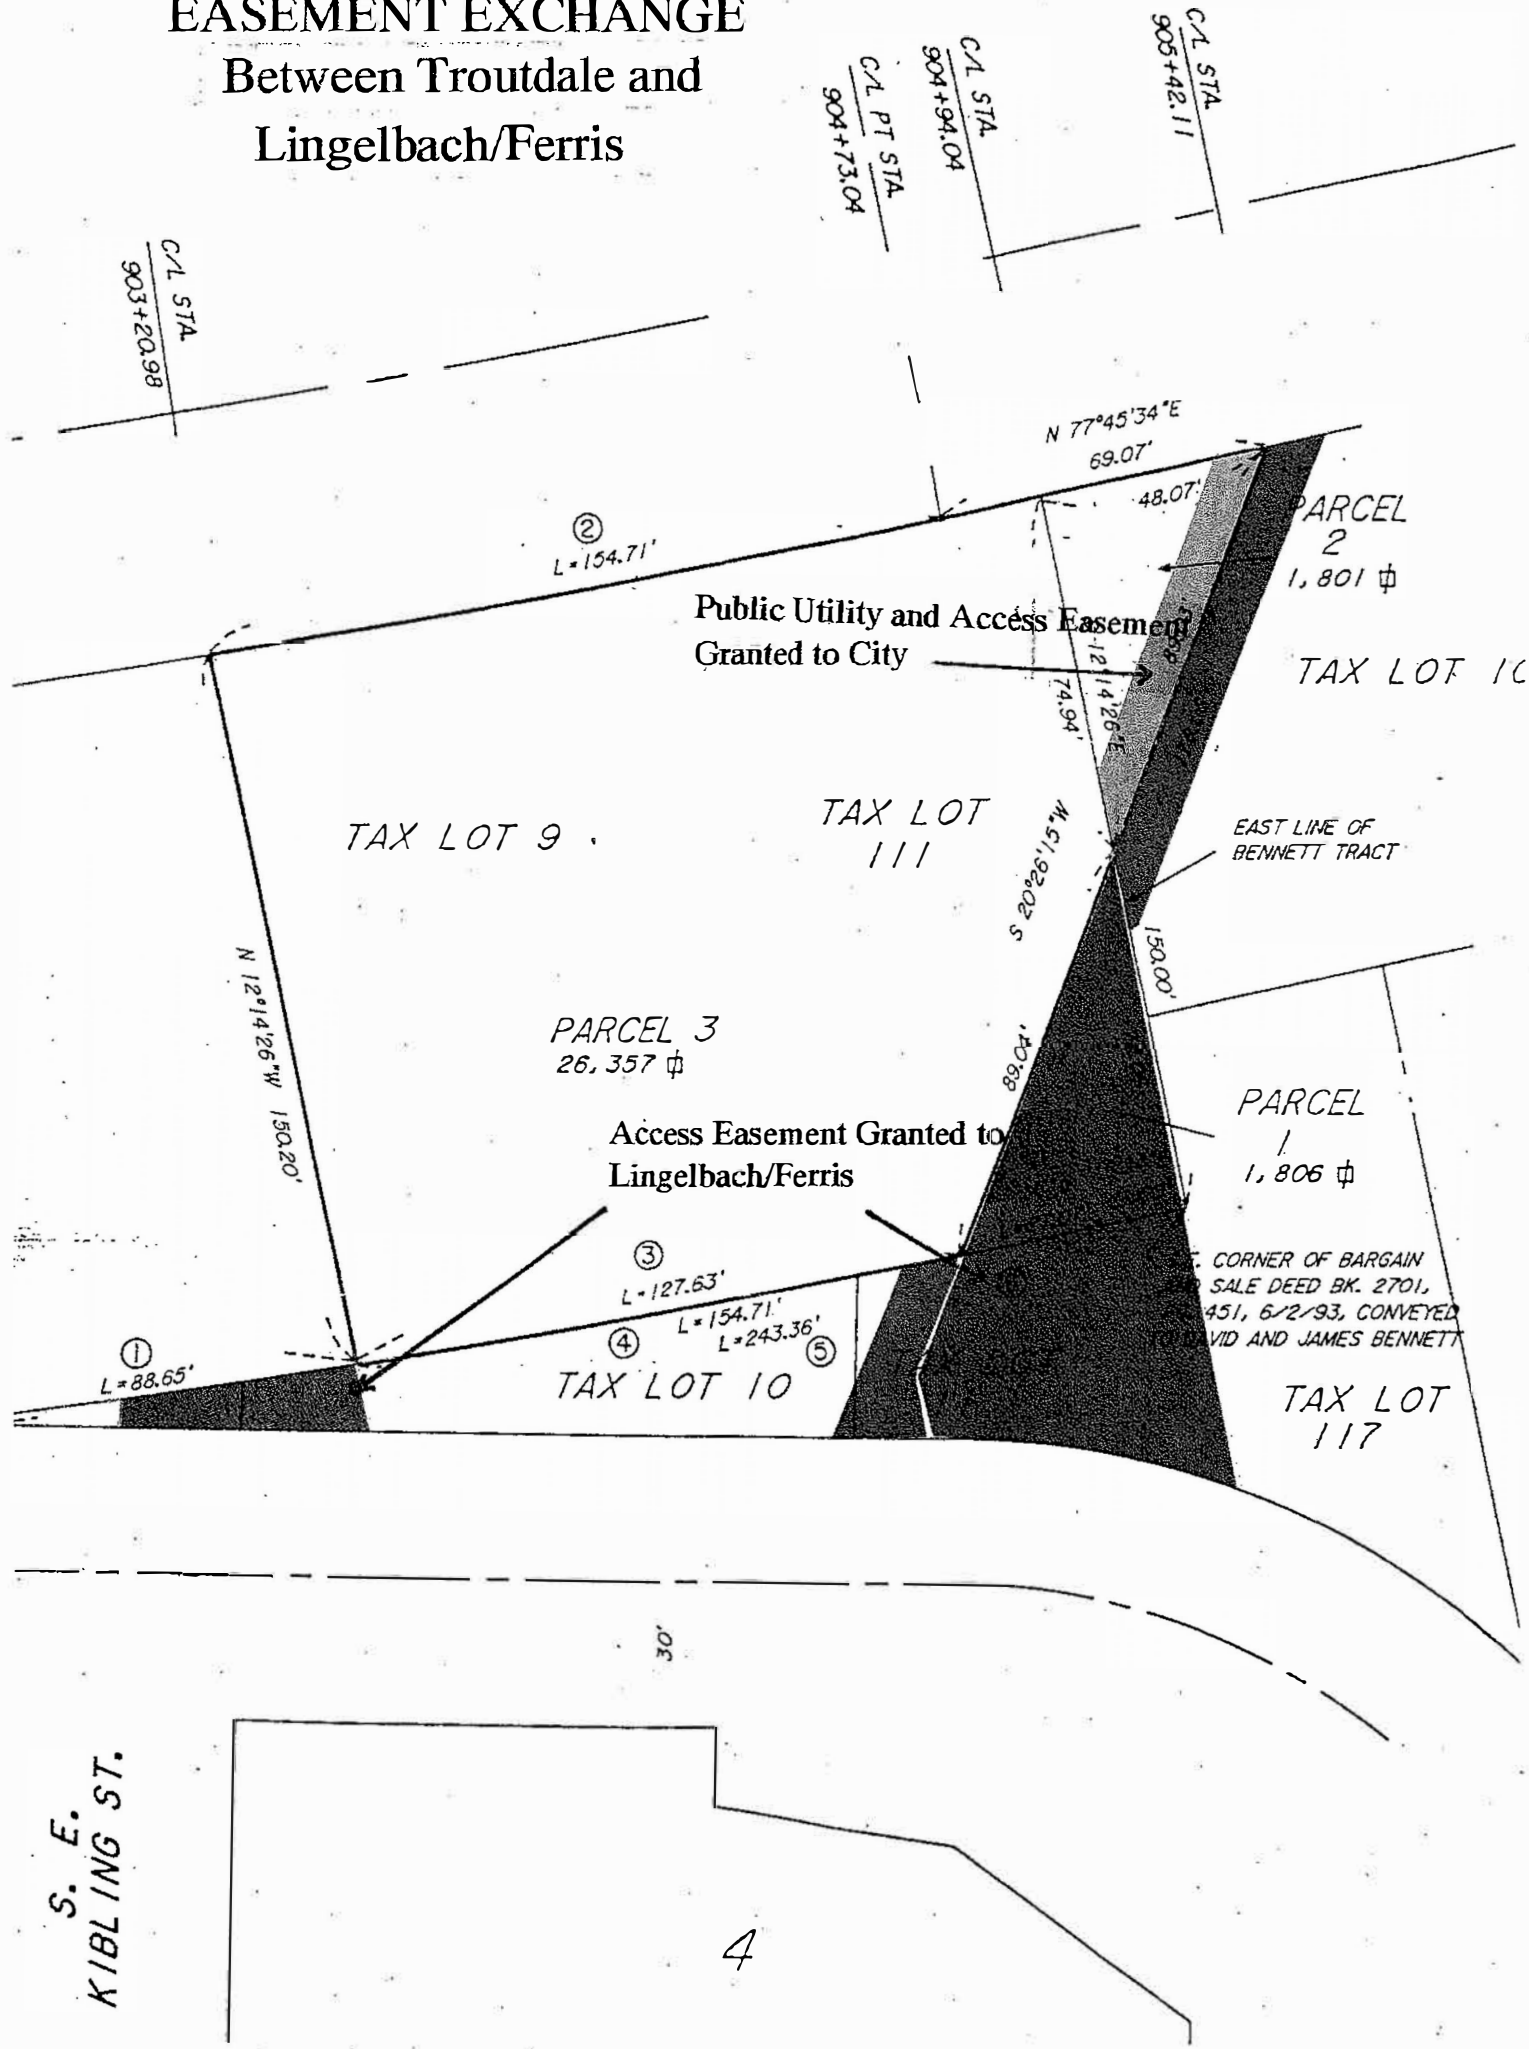 EASEMENT EXCHANGE
Between Troutdale and
Lingelbach/Ferris
C/L STA.
903+20.98
C/L PT STA.
904+73.04
C/L STA.
904+94.04
C/L STA.
905+42.11
N 77°45'34"E
69.07'
48.07'
②
L=154.71'
PARCEL
2
1,801
Public Utility and Access Easement
Granted to City
12°14'26"E
74.94'
TAX LOT 10
TAX LOT 9
TAX LOT
111
S 20°26'15"W
EAST LINE OF
BENNETT TRACT
150.00'
N 12°14'26"W 150.20'
PARCEL 3
26,357
89.04'
PARCEL
1
1,806
Access Easement Granted to
Lingelbach/Ferris
③
L=127.63'
L=154.71'
L=243.36'
④
⑤
①
L=88.65'
TAX LOT 10
CORNER OF BARGAIN
SALE DEED BK. 2701,
451, 6/2/93, CONVEYED
DAVID AND JAMES BENNETT
TAX LOT
117
30'
S. E.
KIBLING ST.
4